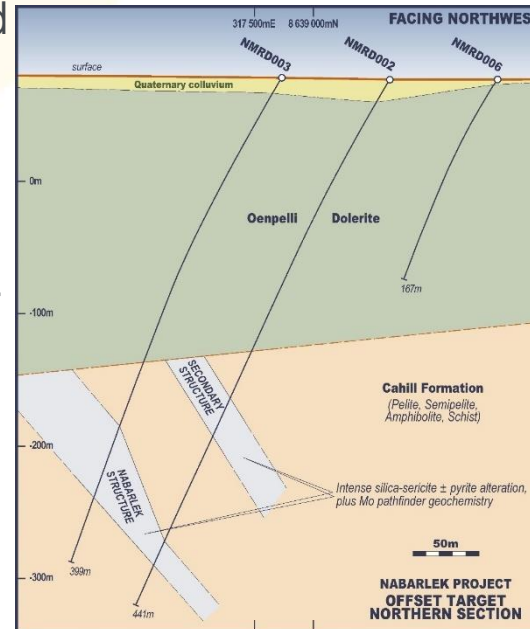 d
FACING NORTHWEST
317 500mE
8 639 000mN
NMRD003
NMRD002
NMRD006
surface
Quaternary colluvium
0m
Oenpelli
Dolerite
167m
-100m
SECONDARY
STRUCTURE
Cahill Formation
(Pelite, Semipelite,
Amphibolite, Schist)
-200m
NABARLEK
STRUCTURE
Intense silica-sericite ± pyrite alteration,
plus Mo pathfinder geochemistry
50m
399m
-300m
441m
NABARLEK PROJECT
OFFSET TARGET
NORTHERN SECTION